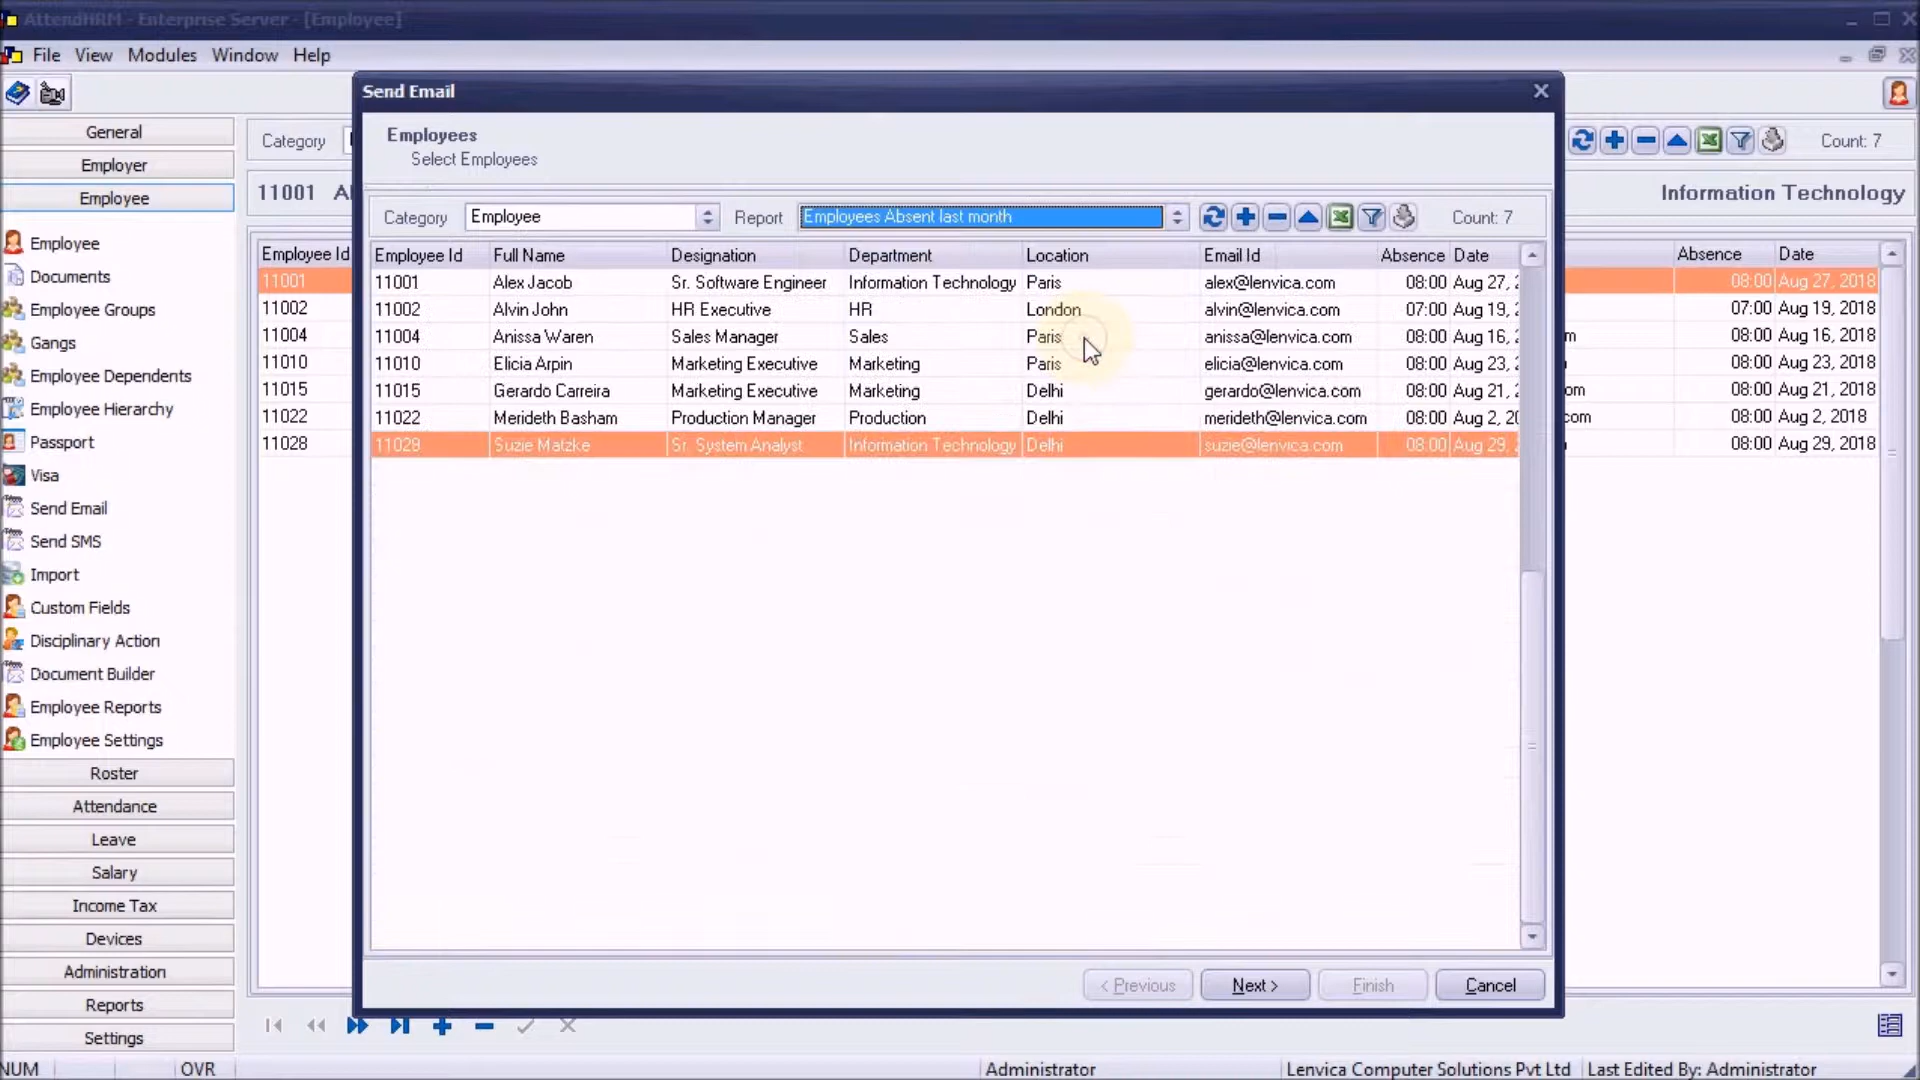 AttendHRM - Enterprise Server - [Employee]
File View Modules Window Help
Send Email
Employees
Select Employees
General
Employer
Employee
Employee
Documents
Employee Groups
Gangs
Employee Dependents
Employee Hierarchy
Passport
Visa
Send Email
Send SMS
Import
Custom Fields
Disciplinary Action
Document Builder
Employee Reports
Employee Settings
Roster
Attendance
Leave
Salary
Income Tax
Devices
Administration
Reports
Settings
Category
11001
Employee Id
11001
11002
11004
11010
11015
11022
11028
Category Employee Report Employees Absent last month Count: 7
Employee Id Full Name Designation Department Location Email Id Absence Date
11001 Alex Jacob Sr. Software Engineer Information Technology Paris alex@lenvica.com 08:00 Aug 27,
11002 Alvin John HR Executive HR London alvin@lenvica.com 07:00 Aug 19,
11004 Anissa Waren Sales Manager Sales Paris anissa@lenvica.com 08:00 Aug 16,
11010 Elicia Arpin Marketing Executive Marketing Paris elicia@lenvica.com 08:00 Aug 23,
11015 Gerardo Carreira Marketing Executive Marketing Delhi gerardo@lenvica.com 08:00 Aug 21,
11022 Merideth Basham Production Manager Production Delhi merideth@lenvica.com 08:00 Aug 2, 20
11028 Suzie Matzke Sr. System Analyst Information Technology Delhi suzie@lenvica.com 08:00 Aug 29,
< Previous Next > Finish Cancel
Count: 7
Information Technology
Absence Date
08:00 Aug 27, 2018
07:00 Aug 19, 2018
m 08:00 Aug 16, 2018
08:00 Aug 23, 2018
om 08:00 Aug 21, 2018
com 08:00 Aug 2, 2018
08:00 Aug 29, 2018
NUM OVR Administrator Lenvica Computer Solutions Pvt Ltd Last Edited By: Administrator